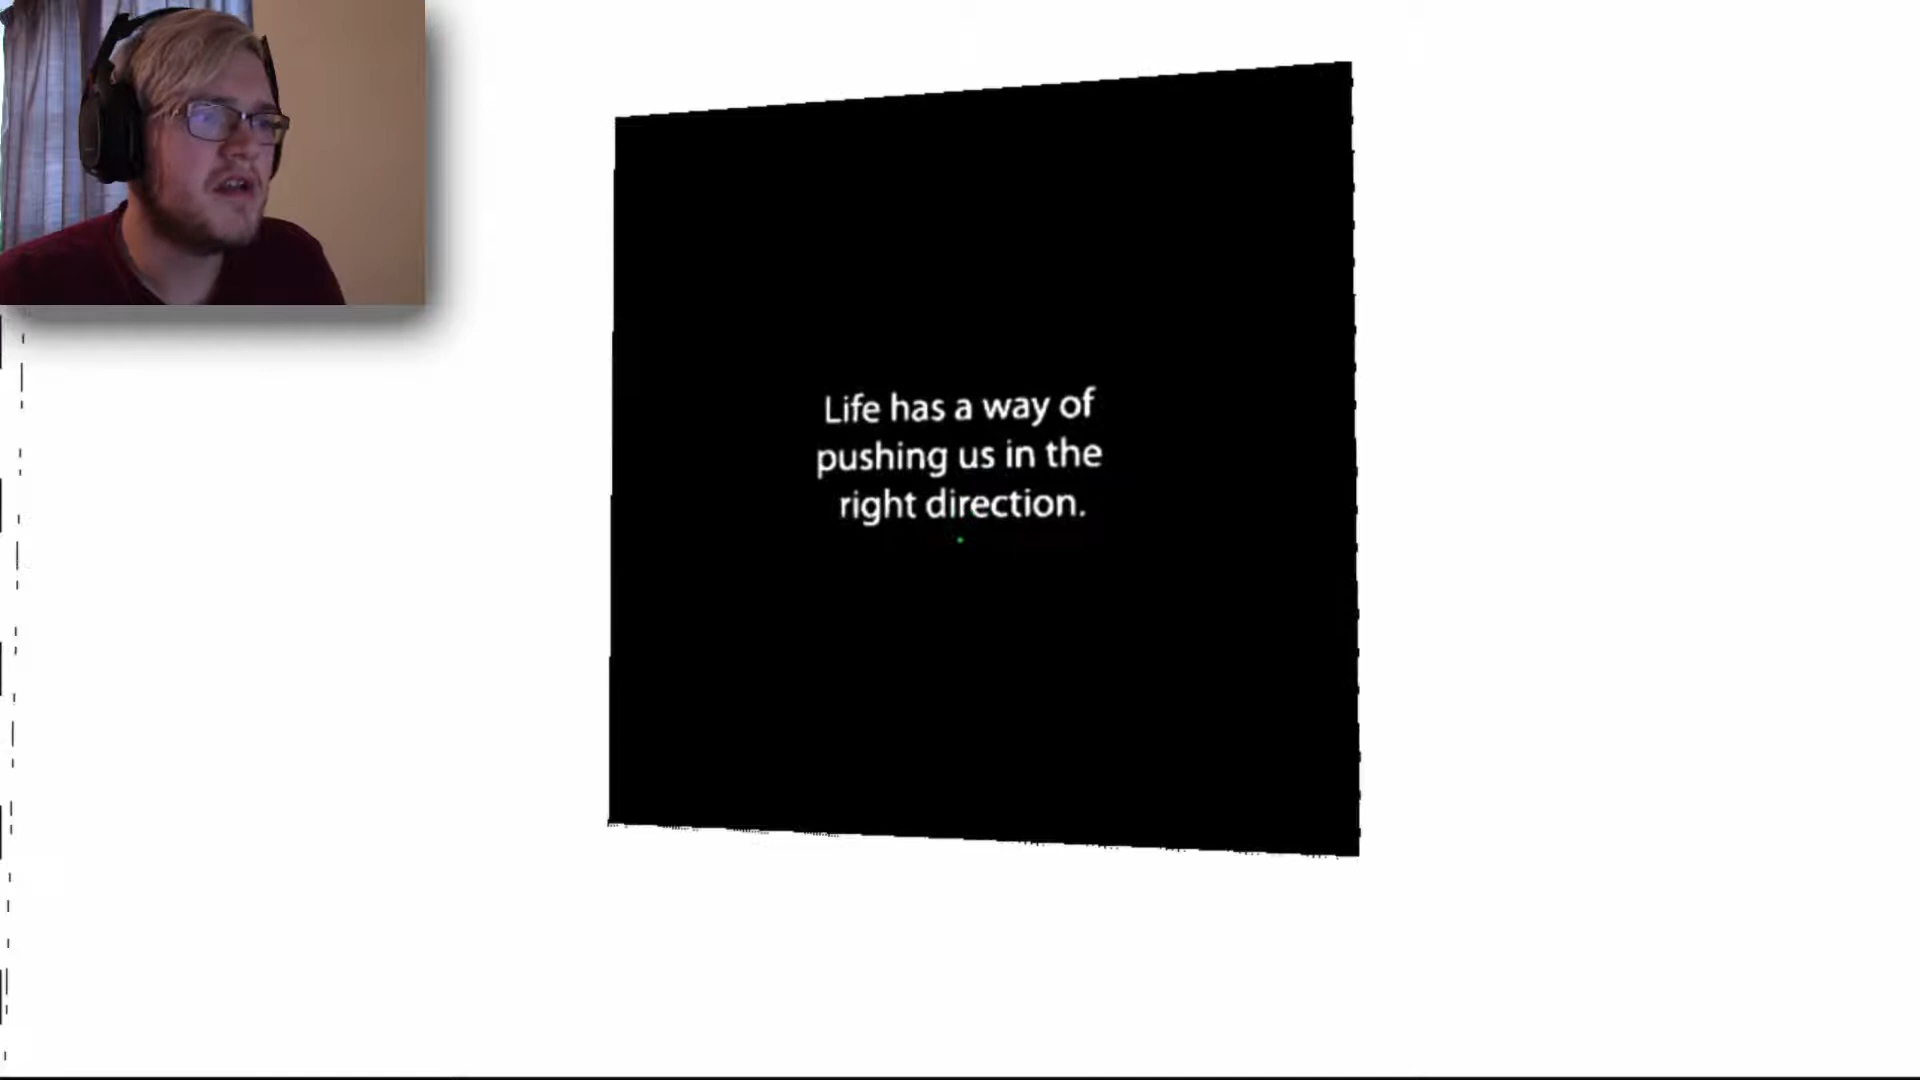 Life has a way of
pushing us in the
right direction.